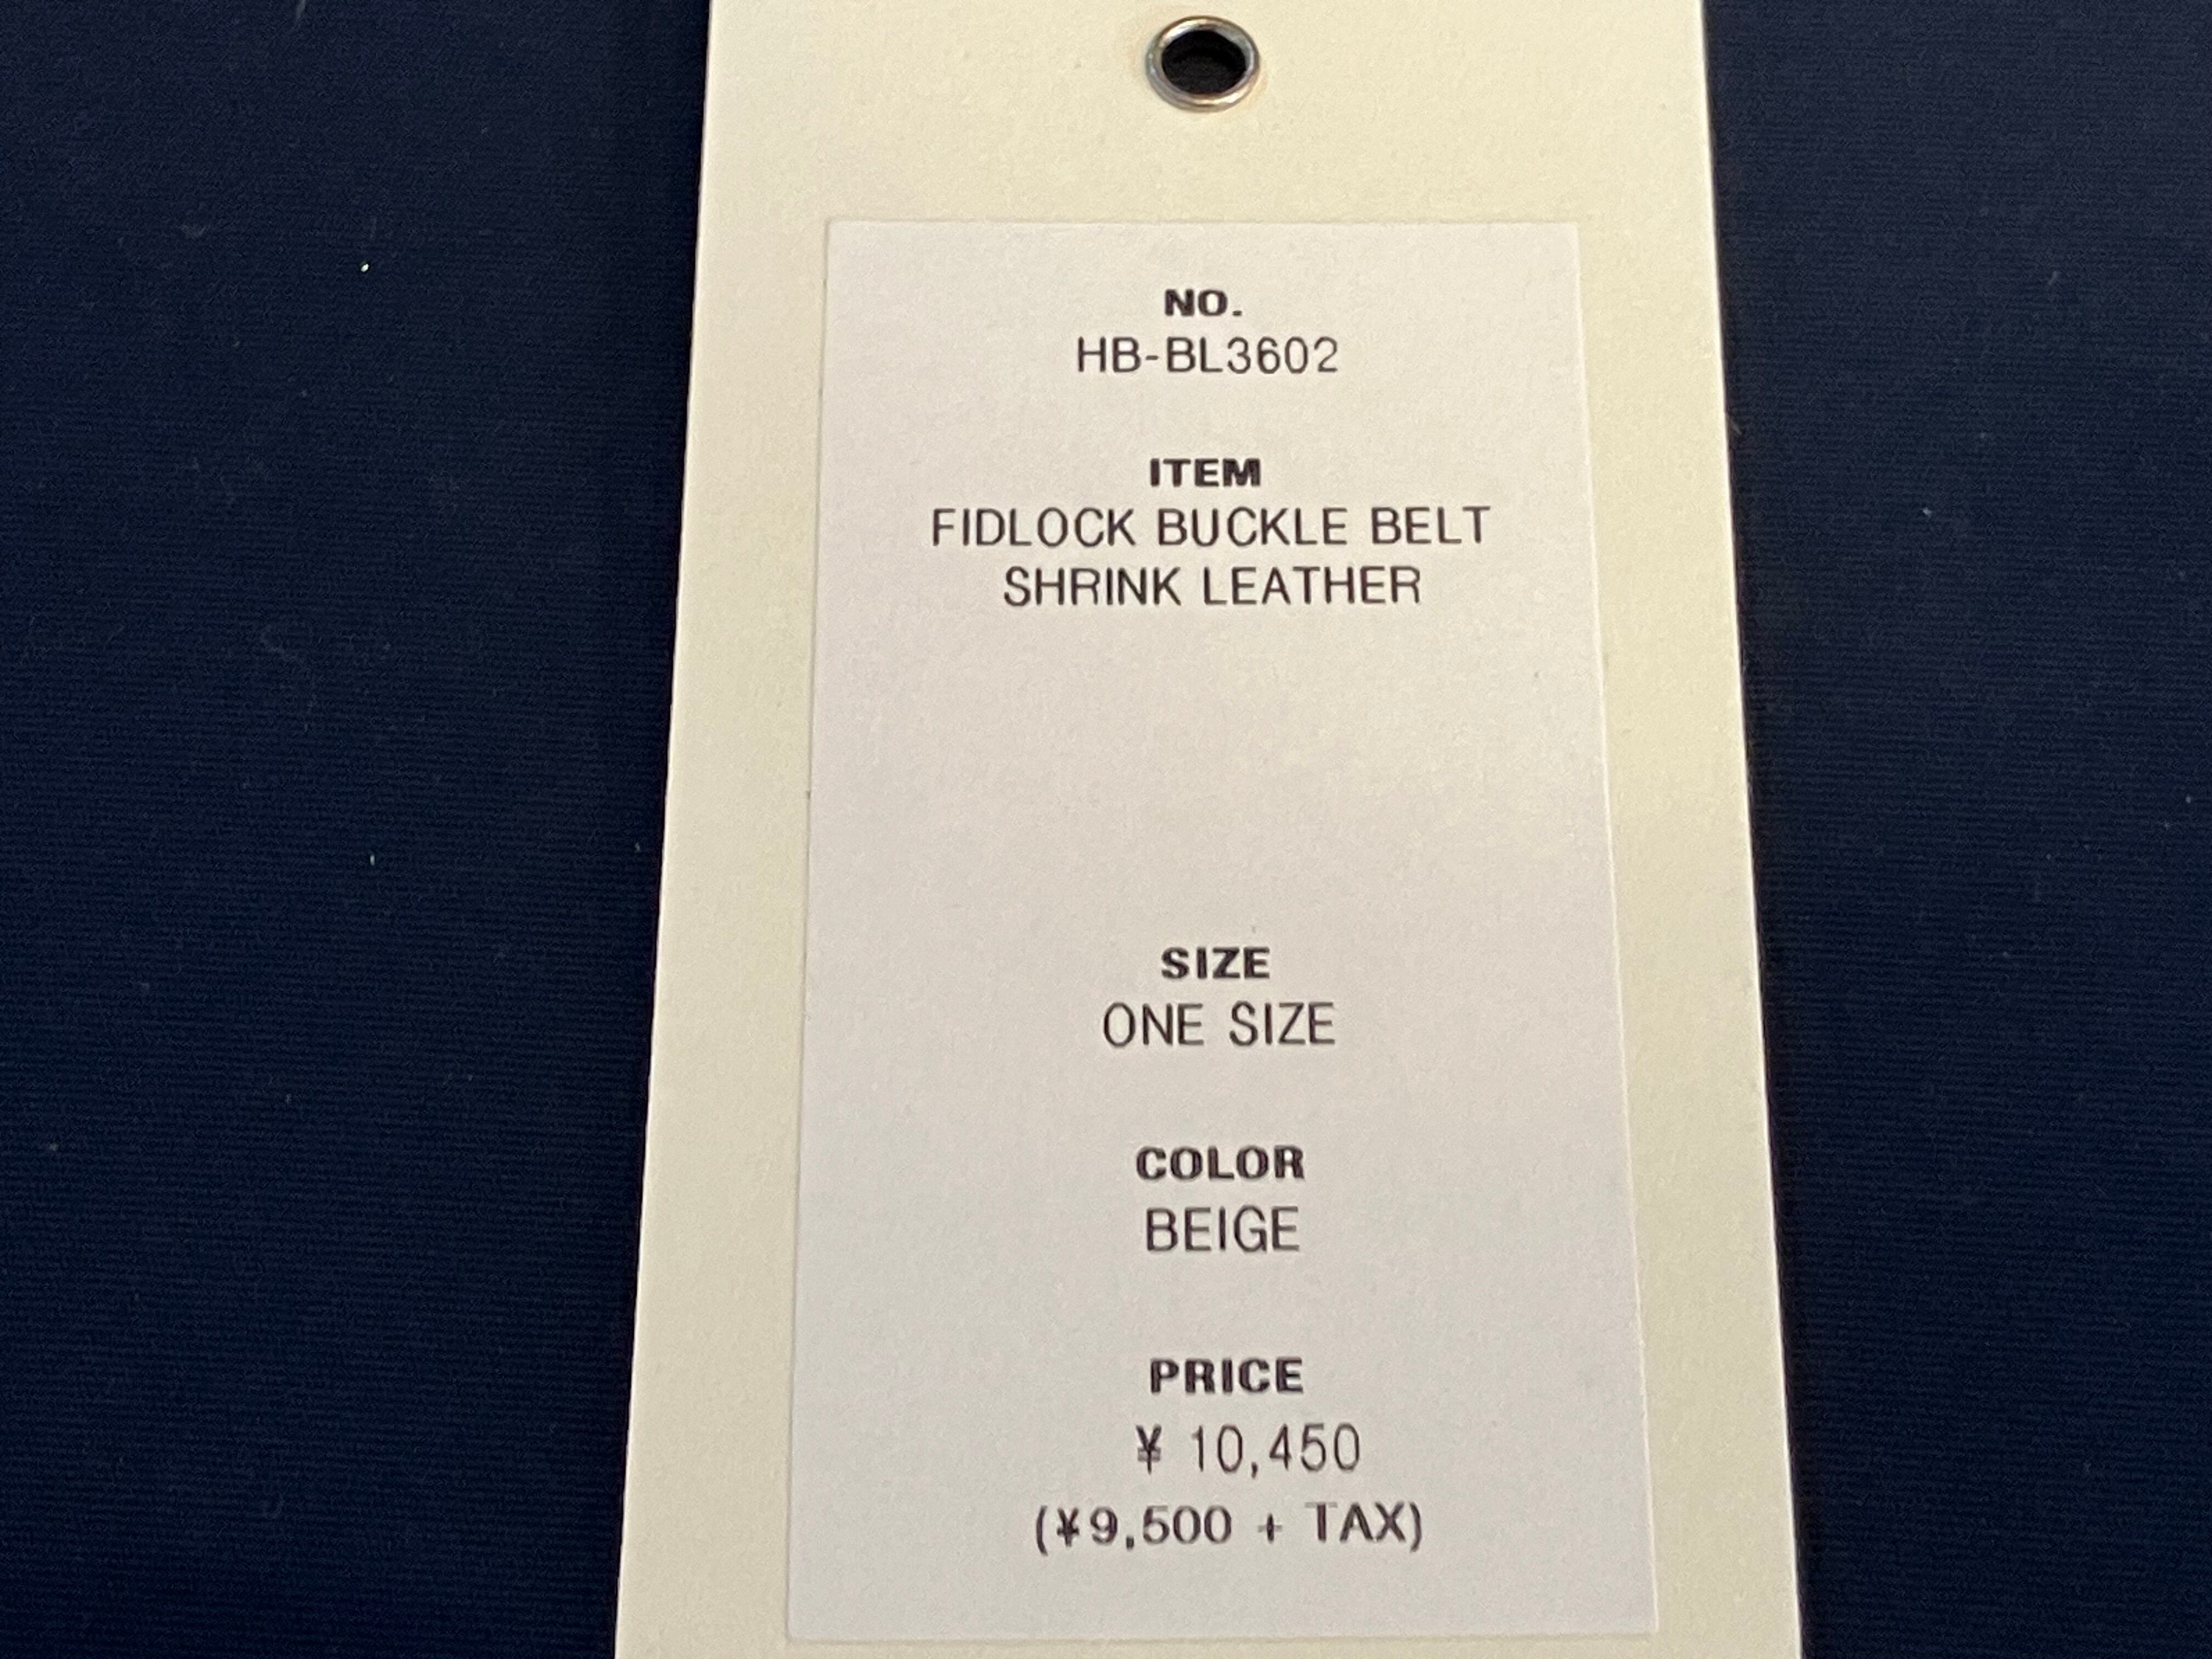 NO.
HB-BL3602
ITEM
FIDLOCK BUCKLE BELT
SHRINK LEATHER
SIZE
ONE SIZE
COLOR
BEIGE
PRICE
¥ 10,450
(¥9,500 + TAX)